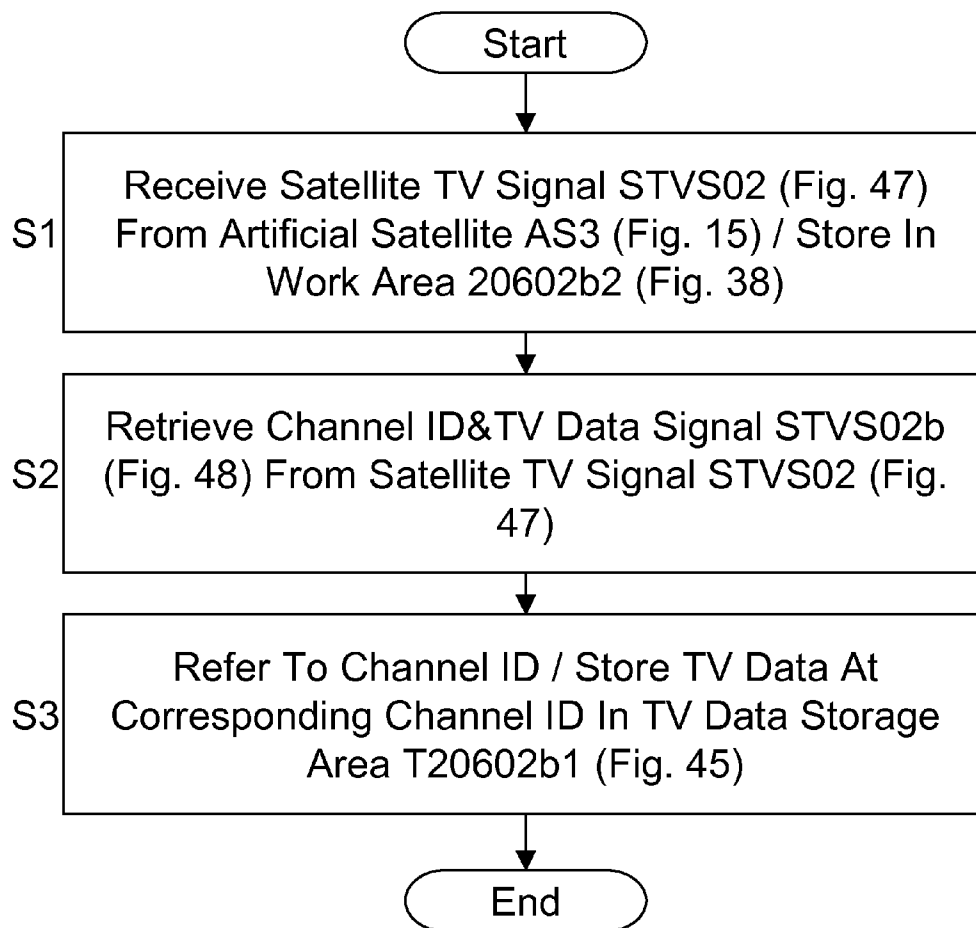 Start
S1
Receive Satellite TV Signal STVS02 (Fig. 47)
From Artificial Satellite AS3 (Fig. 15) / Store In
Work Area 20602b2 (Fig. 38)
S2
Retrieve Channel ID&TV Data Signal STVS02b
(Fig. 48) From Satellite TV Signal STVS02 (Fig.
47)
S3
Refer To Channel ID / Store TV Data At
Corresponding Channel ID In TV Data Storage
Area T20602b1 (Fig. 45)
End